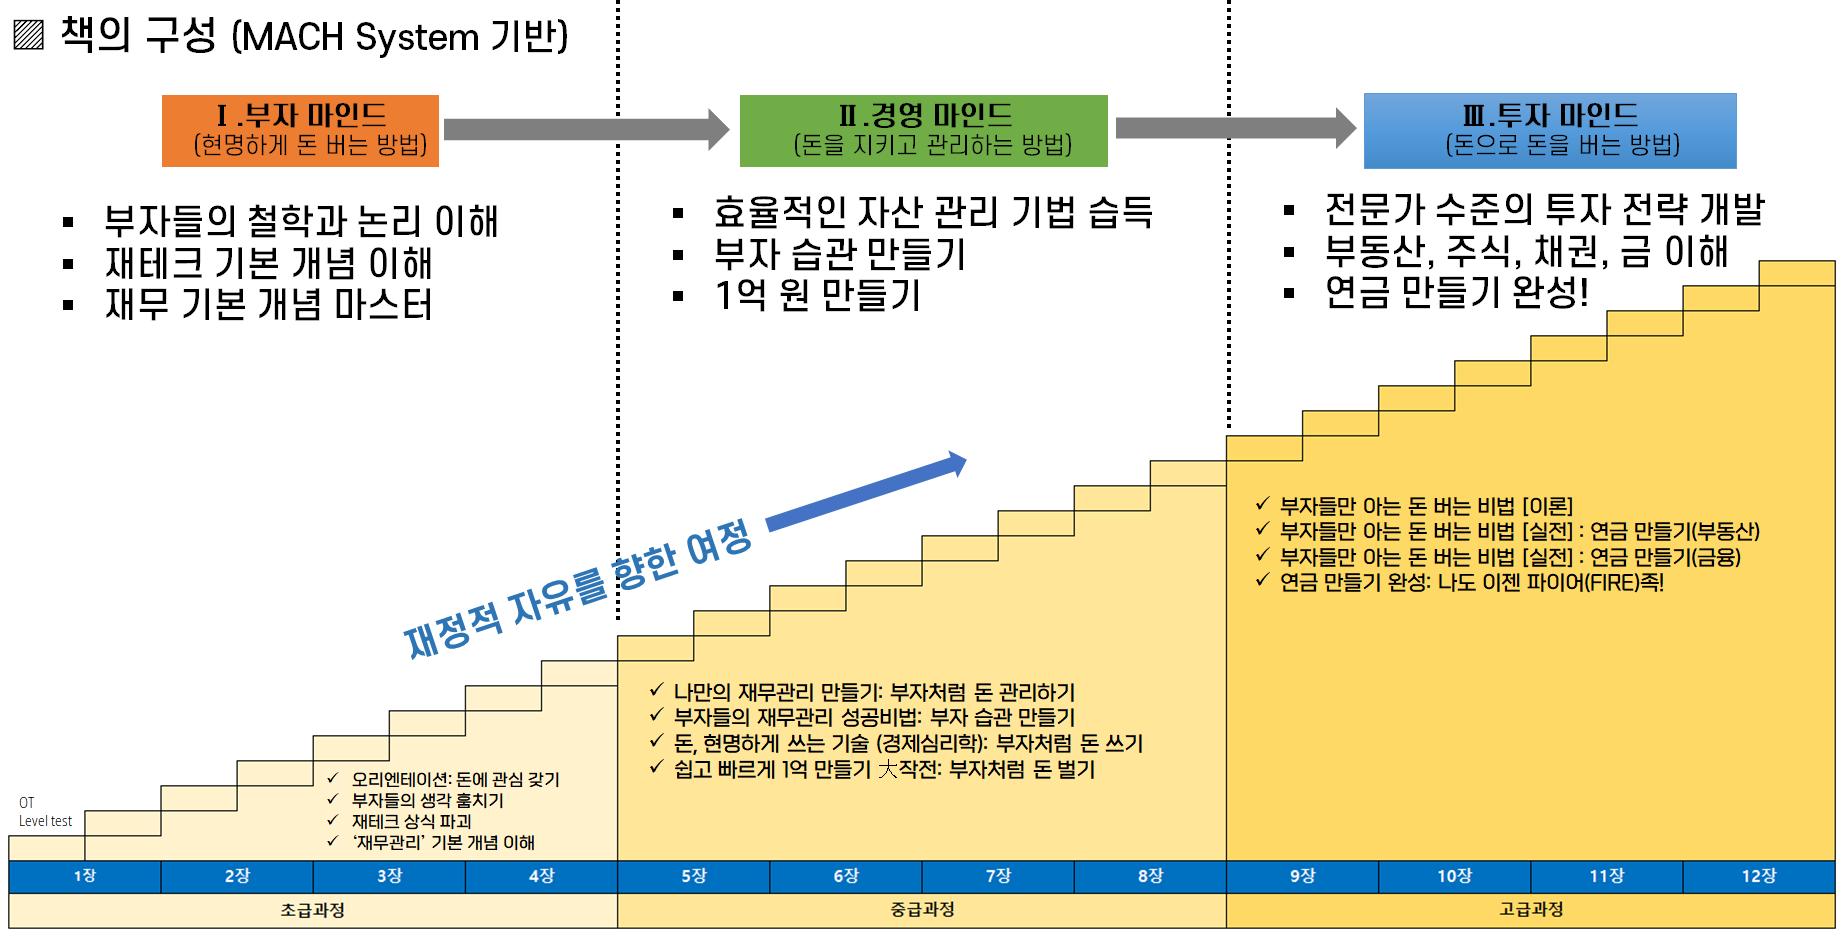 ▨ 책의 구성 (MACH System 기반)
Ⅰ.부자 마인드
(현명하게 돈 버는 방법)
Ⅱ.경영 마인드
(돈을 지키고 관리하는 방법)
Ⅲ.투자 마인드
(돈으로 돈을 버는 방법)
▪ 부자들의 철학과 논리 이해
▪ 재테크 기본 개념 이해
▪ 재무 기본 개념 마스터
▪ 효율적인 자산 관리 기법 습득
▪ 부자 습관 만들기
▪ 1억 원 만들기
▪ 전문가 수준의 투자 전략 개발
▪ 부동산, 주식, 채권, 금 이해
▪ 연금 만들기 완성!
재정적 자유를 향한 여정
✓ 부자들만 아는 돈 버는 비법 [이론]
✓ 부자들만 아는 돈 버는 비법 [실전] : 연금 만들기(부동산)
✓ 부자들만 아는 돈 버는 비법 [실전] : 연금 만들기(금융)
✓ 연금 만들기 완성: 나도 이젠 파이어(FIRE)족!
✓ 나만의 재무관리 만들기: 부자처럼 돈 관리하기
✓ 부자들의 재무관리 성공비법: 부자 습관 만들기
✓ 돈, 현명하게 쓰는 기술 (경제심리학): 부자처럼 돈 쓰기
✓ 쉽고 빠르게 1억 만들기 大작전: 부자처럼 돈 벌기
✓ 오리엔테이션: 돈에 관심 갖기
✓ 부자들의 생각 훔치기
✓ 재테크 상식 파괴
✓ ‘재무관리’ 기본 개념 이해
OT
Level test
1장 2장 3장 4장 5장 6장 7장 8장 9장 10장 11장 12장
초급과정 중급과정 고급과정